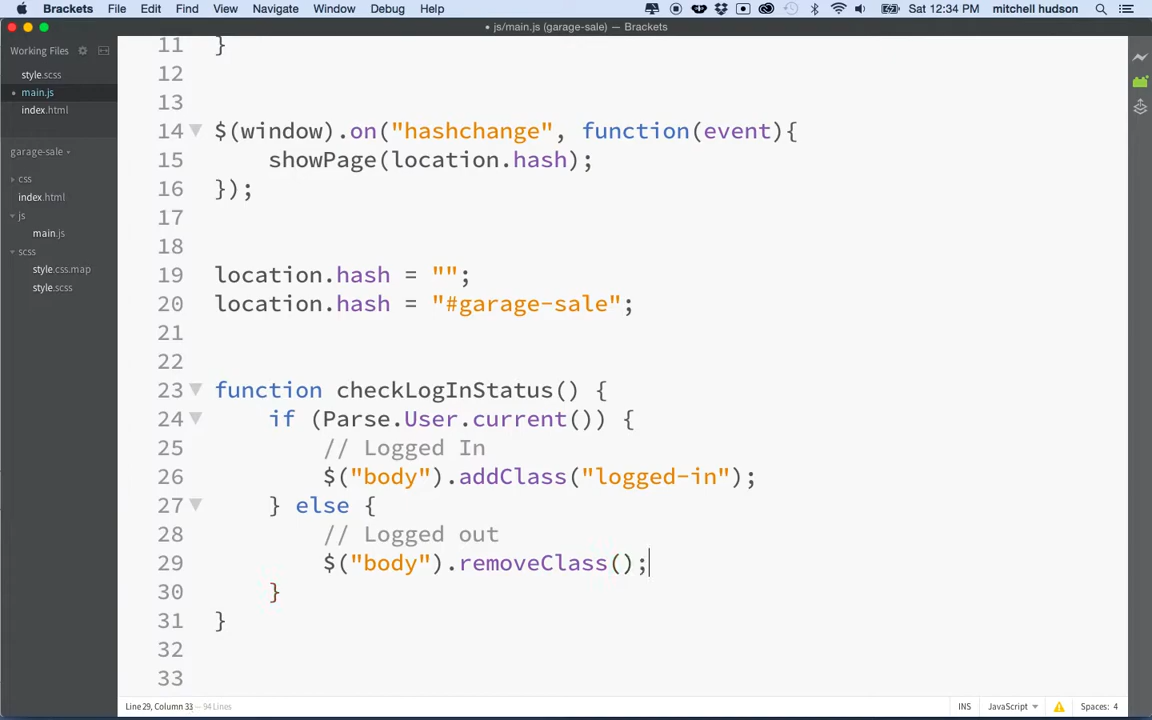 Brackets File Edit Find View Navigate Window Debug Help Sat 12:34 PM mitchell hudson
• js/main.js (garage-sale) — Brackets
Working Files
style.scss
• main.js
index.html
garage-sale
css
index.html
js
main.js
scss
style.css.map
style.scss
11 }
12
13
14 $(window).on("hashchange", function(event){
15 showPage(location.hash);
16 });
17
18
19 location.hash = "";
20 location.hash = "#garage-sale";
21
22
23 function checkLogInStatus() {
24 if (Parse.User.current()) {
25 // Logged In
26 $("body").addClass("logged-in");
27 } else {
28 // Logged out
29 $("body").removeClass();
30 }
31 }
32
33
Line 29, Column 33 — 94 Lines INS JavaScript Spaces: 4